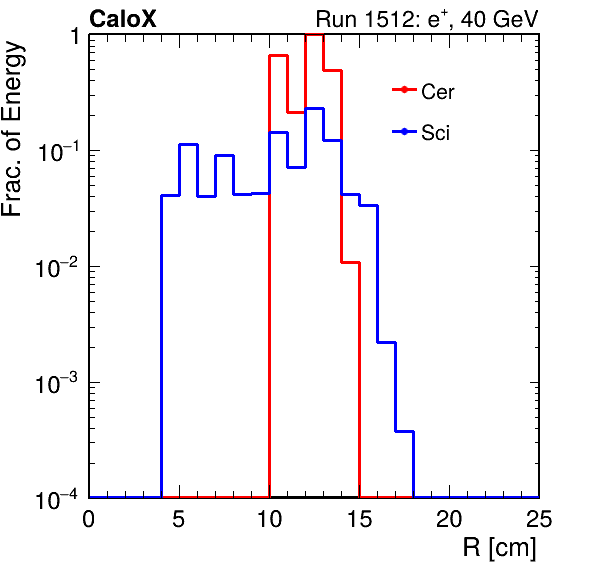 CaloX Run 1512: e⁺, 40 GeV
Frac. of Energy
1
10⁻¹
10⁻²
10⁻³
10⁻⁴
Cer
Sci
0 5 10 15 20 25
R [cm]